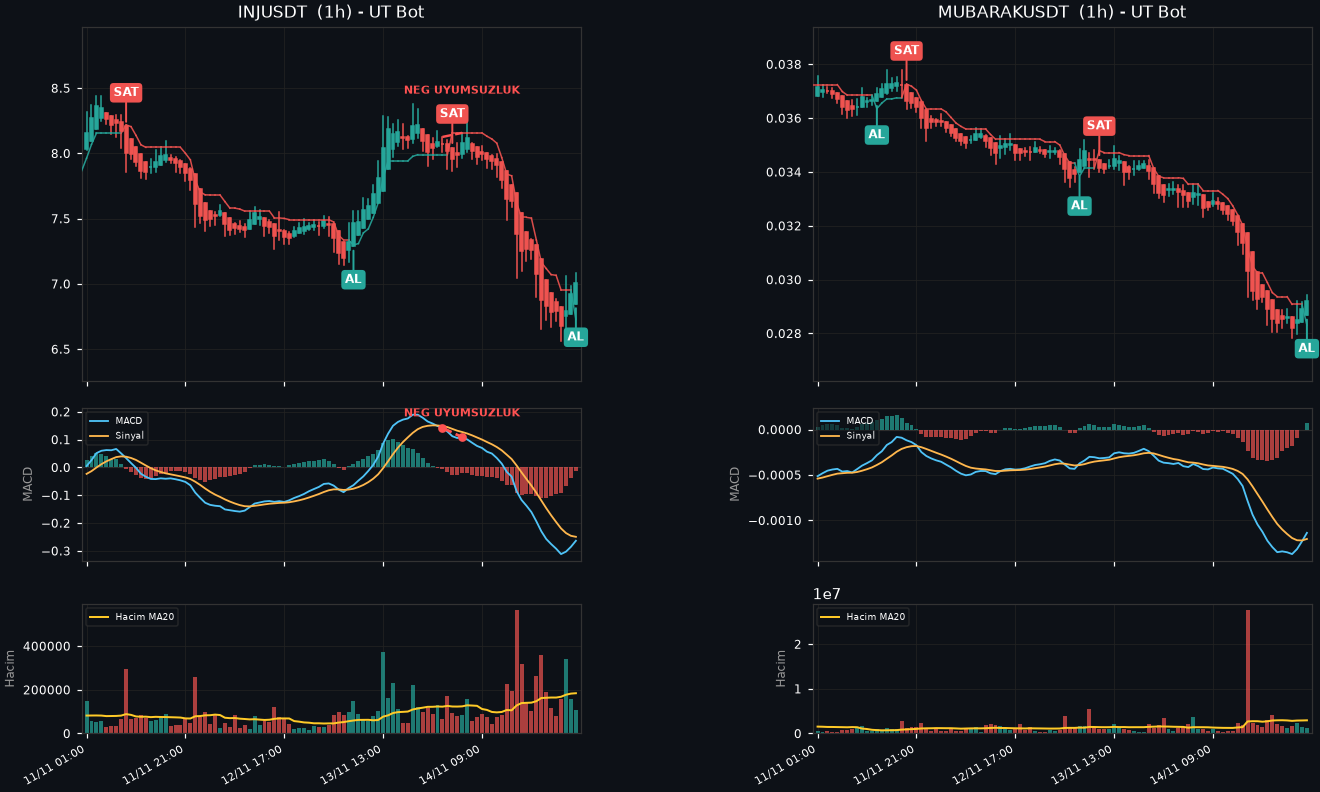 INJUSDT  (1h) - UT Bot
8.5
8.0
7.5
7.0
6.5
SAT
NEG UYUMSUZLUK
SAT
AL
AL
0.2
0.1
0.0
−0.1
−0.2
−0.3
MACD
MACD
Sinyal
NEG UYUMSUZLUK
400000
200000
0
Hacim
Hacim MA20
11/11 01:00
11/11 21:00
12/11 17:00
13/11 13:00
14/11 09:00
MUBARAKUSDT  (1h) - UT Bot
0.038
0.036
0.034
0.032
0.030
0.028
SAT
AL
SAT
AL
AL
0.0000
−0.0005
−0.0010
MACD
MACD
Sinyal
1e7
2
1
0
Hacim
Hacim MA20
11/11 01:00
11/11 21:00
12/11 17:00
13/11 13:00
14/11 09:00